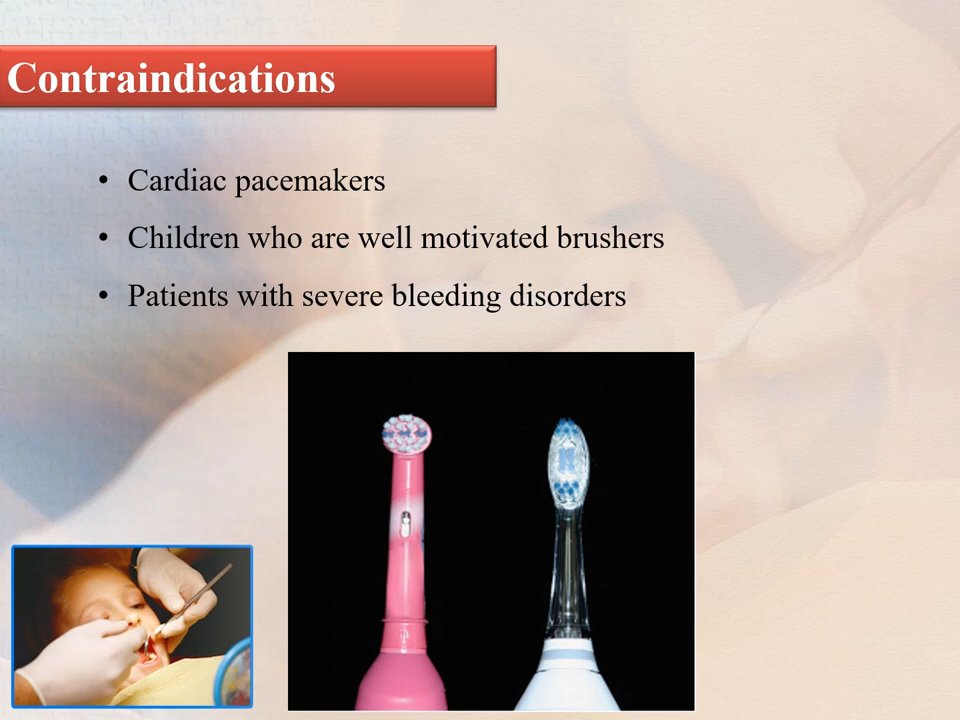 Contraindications
• Cardiac pacemakers
• Children who are well motivated brushers
• Patients with severe bleeding disorders